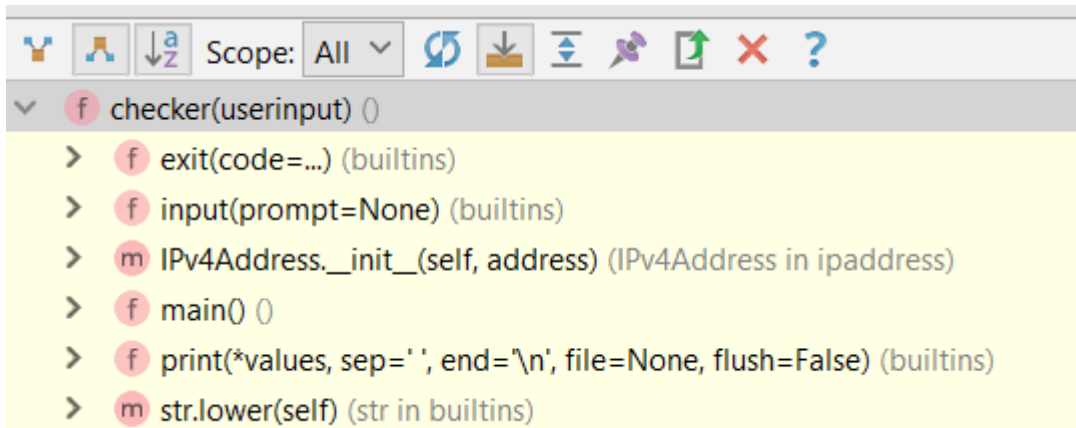 Scope: All
checker(userinput) ()
exit(code=...) (builtins)
input(prompt=None) (builtins)
IPv4Address.__init__(self, address) (IPv4Address in ipaddress)
main() ()
print(*values, sep=' ', end='\n', file=None, flush=False) (builtins)
str.lower(self) (str in builtins)